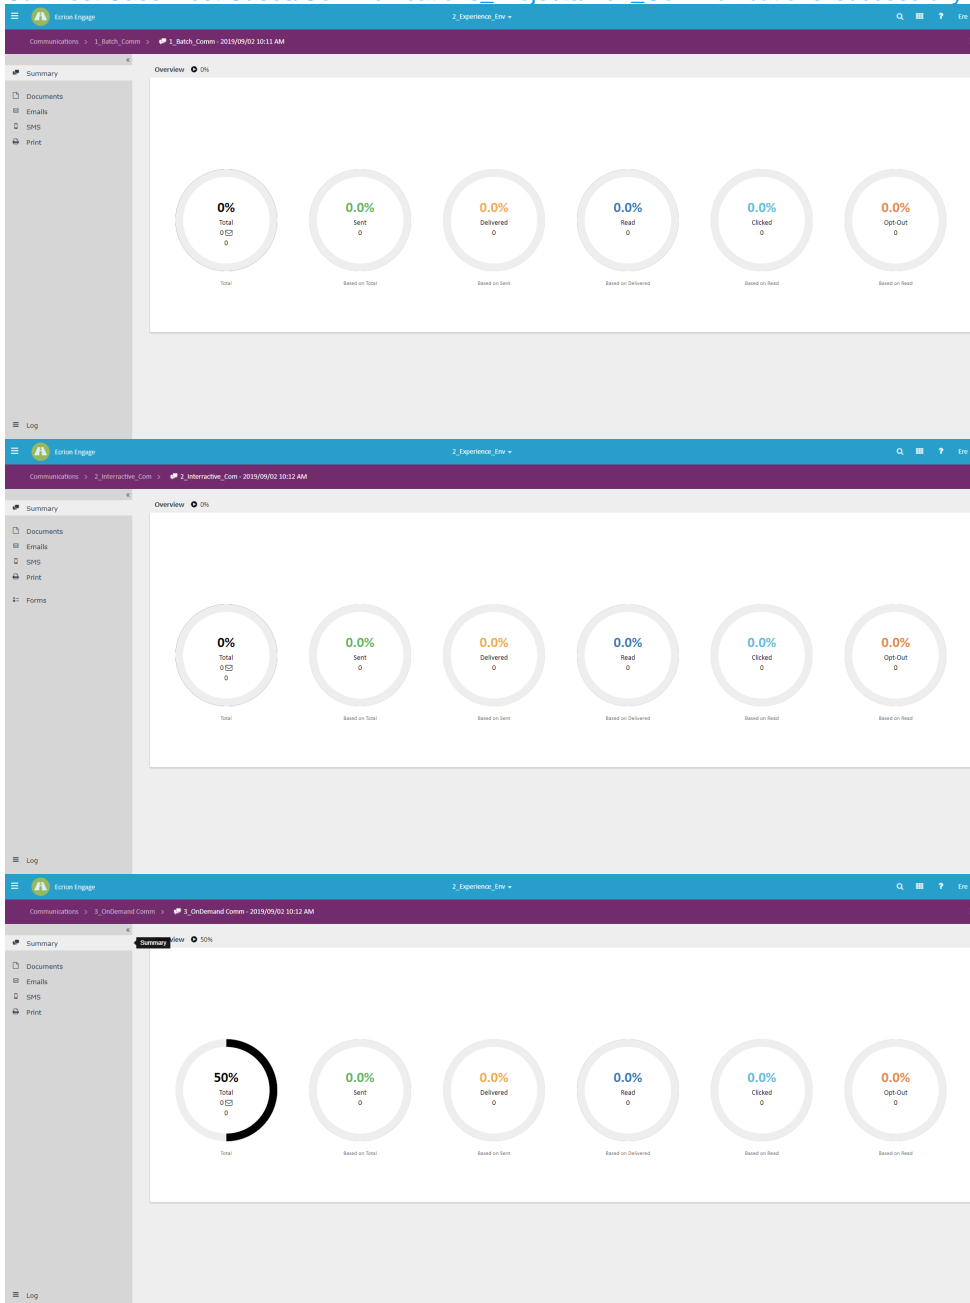 Ecrion Engage
2_Experience_Env
?
Ere
Communications > 1_Batch_Comm > 1_Batch_Comm - 2019/09/02 10:11 AM
«
Summary
Documents
Emails
SMS
Print
Log
Overview 0%
0%
Total
0
0
Total
0.0%
Sent
0
Based on Total
0.0%
Delivered
0
Based on Sent
0.0%
Read
0
Based on Delivered
0.0%
Clicked
0
Based on Read
0.0%
Opt-Out
0
Based on Read
Ecrion Engage
2_Experience_Env
?
Ere
Communications > 2_Interractive_Com > 2_Interractive_Com - 2019/09/02 10:12 AM
«
Summary
Documents
Emails
SMS
Print
Forms
Log
Overview 0%
0%
Total
0
0
Total
0.0%
Sent
0
Based on Total
0.0%
Delivered
0
Based on Sent
0.0%
Read
0
Based on Delivered
0.0%
Clicked
0
Based on Read
0.0%
Opt-Out
0
Based on Read
Ecrion Engage
2_Experience_Env
?
Ere
Communications > 3_OnDemand Comm > 3_OnDemand Comm - 2019/09/02 10:12 AM
«
Summary
Documents
Emails
SMS
Print
Log
Summary
view 50%
50%
Total
0
0
Total
0.0%
Sent
0
Based on Total
0.0%
Delivered
0
Based on Sent
0.0%
Read
0
Based on Delivered
0.0%
Clicked
0
Based on Read
0.0%
Opt-Out
0
Based on Read